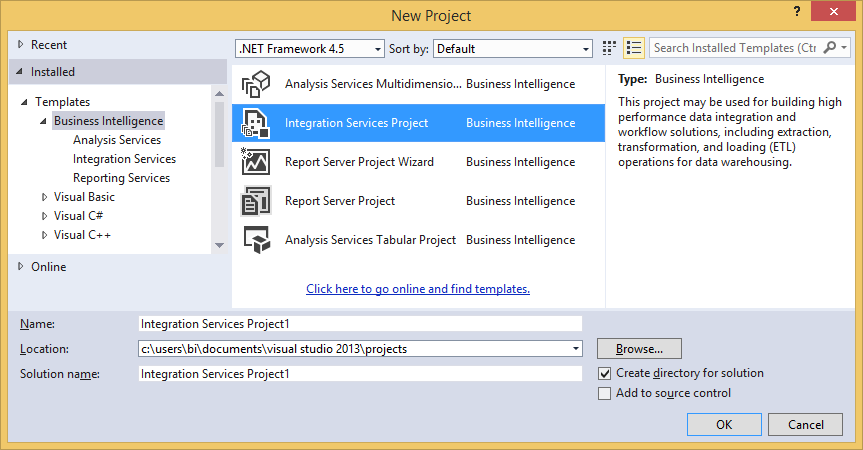 New Project
?
Recent
.NET Framework 4.5
Sort by: Default
Search Installed Templates (Ctr
Installed
Templates
Business Intelligence
Analysis Services
Integration Services
Reporting Services
Visual Basic
Visual C#
Visual C++
Online
Analysis Services Multidimensio... Business Intelligence
Integration Services Project Business Intelligence
Report Server Project Wizard Business Intelligence
Report Server Project Business Intelligence
Analysis Services Tabular Project Business Intelligence
Click here to go online and find templates.
Type: Business Intelligence
This project may be used for building high
performance data integration and
workflow solutions, including extraction,
transformation, and loading (ETL)
operations for data warehousing.
Name: Integration Services Project1
Location: c:\users\bi\documents\visual studio 2013\projects
Browse...
Solution name: Integration Services Project1
Create directory for solution
Add to source control
OK
Cancel